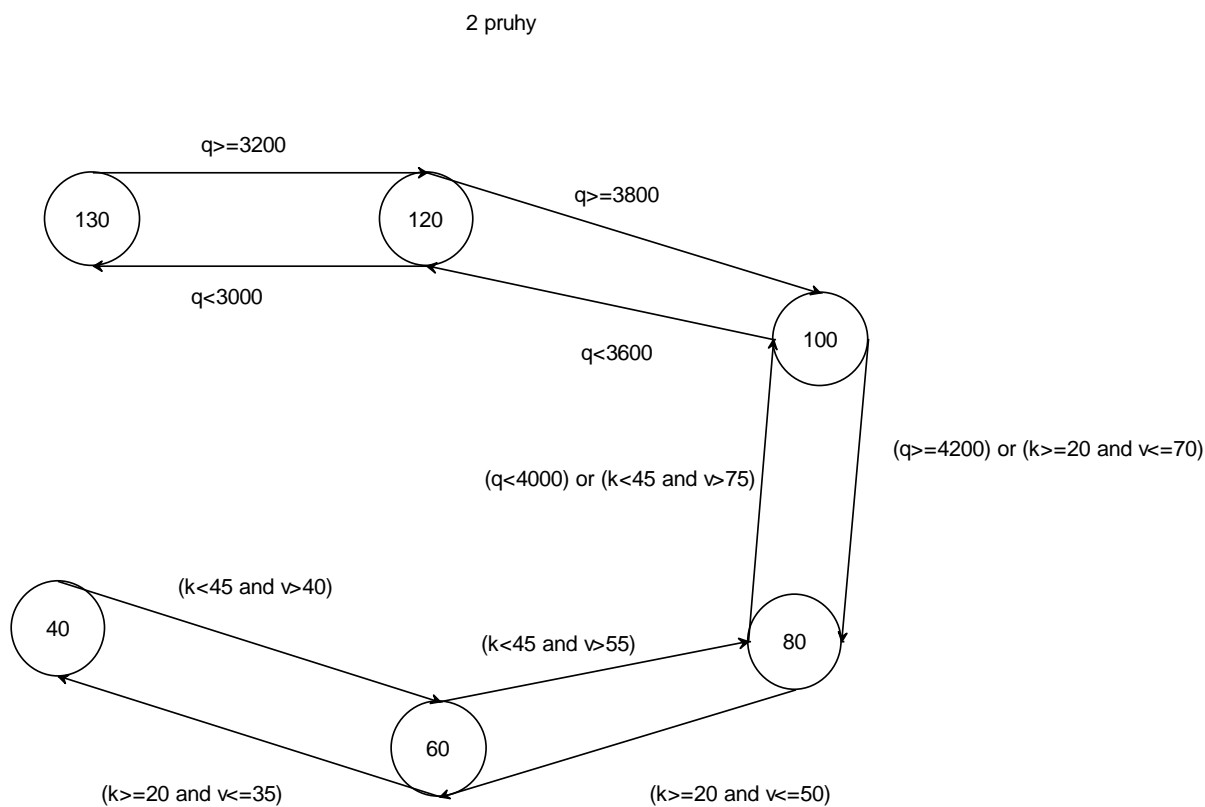 2 pruhy
q>=3200
q>=3800
130
120
q<3000
100
q<3600
(q>=4200) or (k>=20 and v<=70)
(q<4000) or (k<45 and v>75)
(k<45 and v>40)
40
(k<45 and v>55)
80
60
(k>=20 and v<=35)
(k>=20 and v<=50)